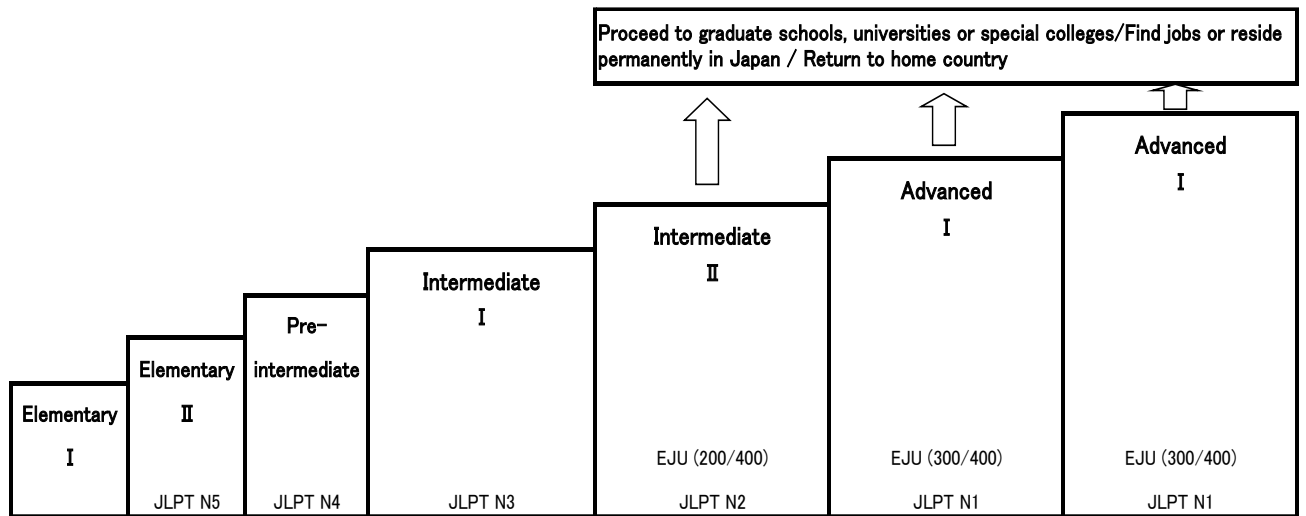 Proceed to graduate schools, universities or special colleges/Find jobs or reside
permanently in Japan / Return to home country
Elementary
Ⅰ
Elementary
Ⅱ
JLPT N5
Pre-
intermediate
JLPT N4
Intermediate
Ⅰ
JLPT N3
Intermediate
Ⅱ
EJU (200/400)
JLPT N2
Advanced
Ⅰ
EJU (300/400)
JLPT N1
Advanced
Ⅰ
EJU (300/400)
JLPT N1